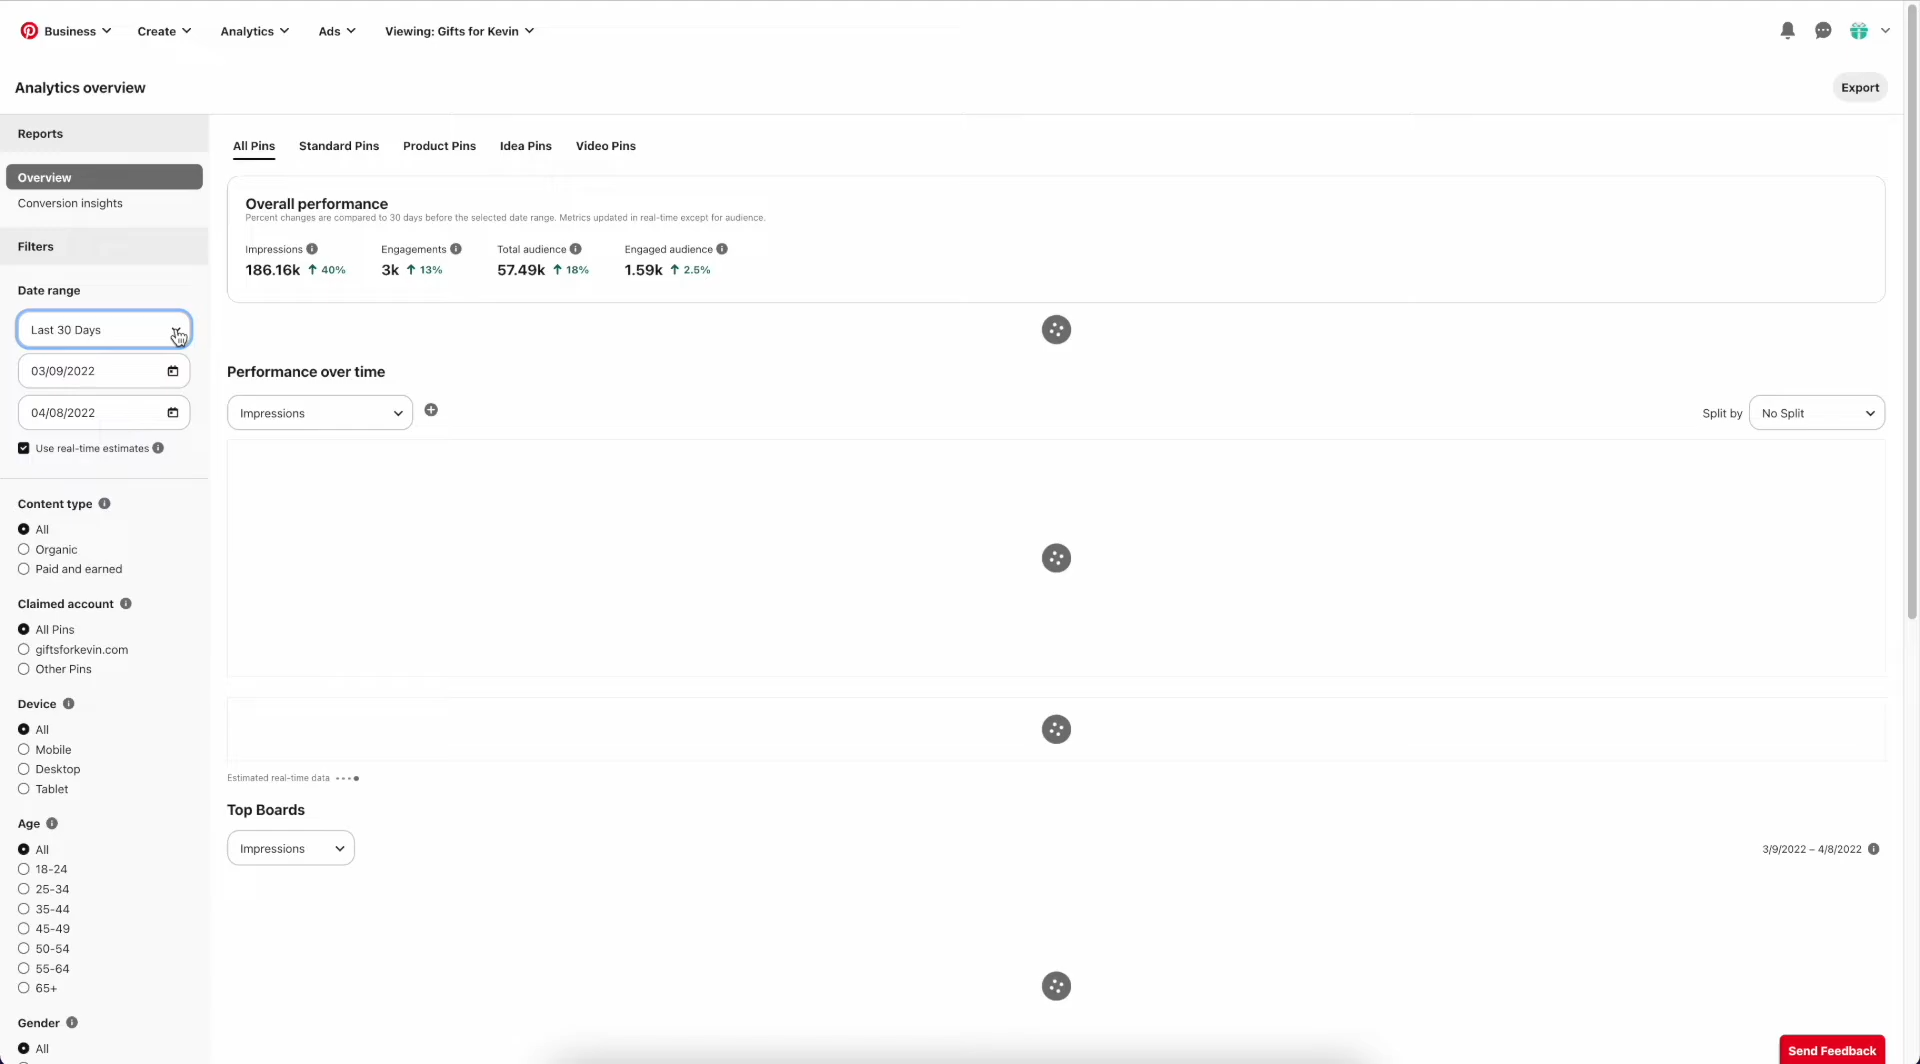 Business
Create
Analytics
Ads
Viewing: Gifts for Kevin
Analytics overview
Export
Reports
Overview
Conversion insights
Filters
Date range
Last 30 Days
03/09/2022
04/08/2022
Use real-time estimates
Content type
All
Organic
Paid and earned
Claimed account
All Pins
giftsforkevin.com
Other Pins
Device
All
Mobile
Desktop
Tablet
Age
All
18-24
25-34
35-44
45-49
50-54
55-64
65+
Gender
All
All Pins
Standard Pins
Product Pins
Idea Pins
Video Pins
Overall performance
Percent changes are compared to 30 days before the selected date range. Metrics updated in real-time except for audience.
Impressions
186.16k ↑ 40%
Engagements
3k ↑ 13%
Total audience
57.49k ↑ 18%
Engaged audience
1.59k ↑ 2.5%
Performance over time
Impressions
Split by
No Split
Estimated real-time data
Top Boards
Impressions
3/9/2022 – 4/8/2022
Send Feedback